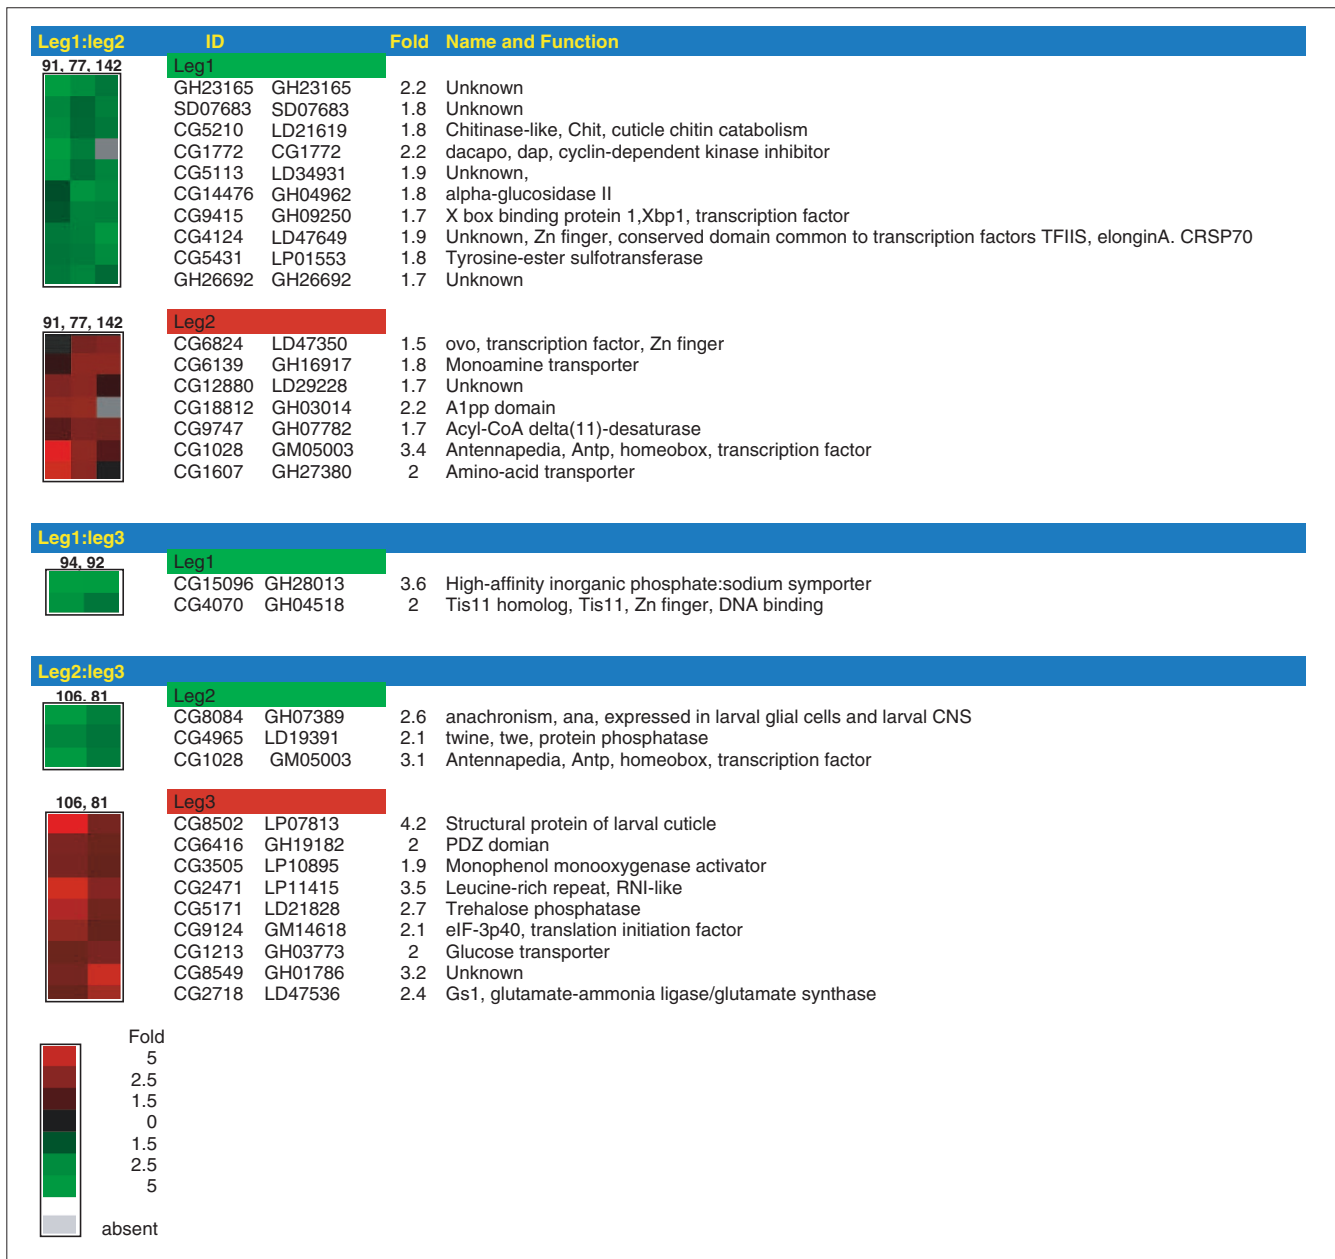 Leg1:leg2 ID Fold Name and Function
91, 77, 142 Leg1
GH23165 GH23165 2.2 Unknown
SD07683 SD07683 1.8 Unknown
CG5210 LD21619 1.8 Chitinase-like, Chit, cuticle chitin catabolism
CG1772 CG1772 2.2 dacapo, dap, cyclin-dependent kinase inhibitor
CG5113 LD34931 1.9 Unknown,
CG14476 GH04962 1.8 alpha-glucosidase II
CG9415 GH09250 1.7 X box binding protein 1,Xbp1, transcription factor
CG4124 LD47649 1.9 Unknown, Zn finger, conserved domain common to transcription factors TFIIS, elonginA. CRSP70
CG5431 LP01553 1.8 Tyrosine-ester sulfotransferase
GH26692 GH26692 1.7 Unknown
91, 77, 142 Leg2
CG6824 LD47350 1.5 ovo, transcription factor, Zn finger
CG6139 GH16917 1.8 Monoamine transporter
CG12880 LD29228 1.7 Unknown
CG18812 GH03014 2.2 A1pp domain
CG9747 GH07782 1.7 Acyl-CoA delta(11)-desaturase
CG1028 GM05003 3.4 Antennapedia, Antp, homeobox, transcription factor
CG1607 GH27380 2 Amino-acid transporter
Leg1:leg3
94, 92 Leg1
CG15096 GH28013 3.6 High-affinity inorganic phosphate:sodium symporter
CG4070 GH04518 2 Tis11 homolog, Tis11, Zn finger, DNA binding
Leg2:leg3
106, 81 Leg2
CG8084 GH07389 2.6 anachronism, ana, expressed in larval glial cells and larval CNS
CG4965 LD19391 2.1 twine, twe, protein phosphatase
CG1028 GM05003 3.1 Antennapedia, Antp, homeobox, transcription factor
106, 81 Leg3
CG8502 LP07813 4.2 Structural protein of larval cuticle
CG6416 GH19182 2 PDZ domian
CG3505 LP10895 1.9 Monophenol monooxygenase activator
CG2471 LP11415 3.5 Leucine-rich repeat, RNI-like
CG5171 LD21828 2.7 Trehalose phosphatase
CG9124 GM14618 2.1 eIF-3p40, translation initiation factor
CG1213 GH03773 2 Glucose transporter
CG8549 GH01786 3.2 Unknown
CG2718 LD47536 2.4 Gs1, glutamate-ammonia ligase/glutamate synthase
Fold
5
2.5
1.5
0
1.5
2.5
5
absent